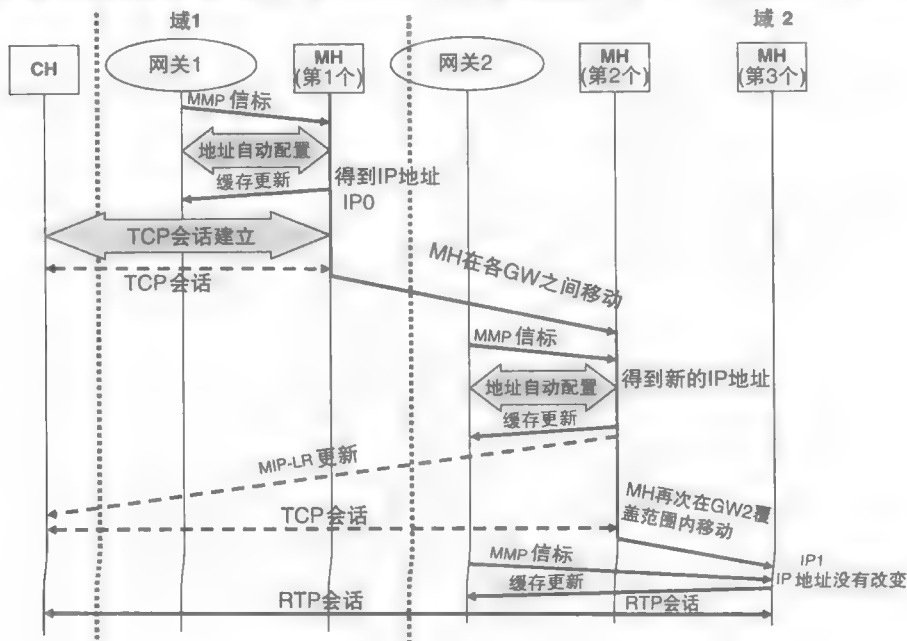 域1
域 2
CH
网关1
MH
(第1个)
网关2
MH
(第2个)
MH
(第3个)
MMP 信标
地址自动配置
缓存更新
得到IP地址
IP0
TCP会话建立
TCP会话
MH在各GW之间移动
MMP 信标
地址自动配置
得到新的IP地址
缓存更新
MIP-LR 更新
TCP会话
MH再次在GW2覆
盖范围内移动
MMP 信标
IP1
IP 地址没有改变
缓存更新
RTP会话
RTP会话